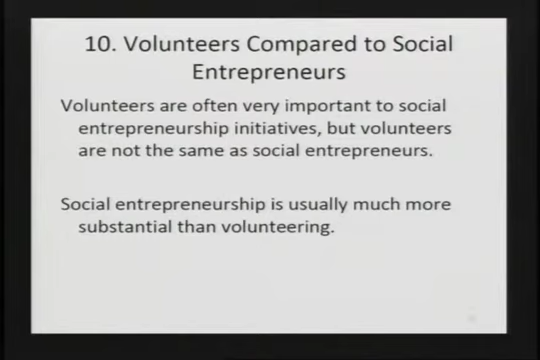 10. Volunteers Compared to Social
Entrepreneurs
Volunteers are often very important to social
entrepreneurship initiatives, but volunteers
are not the same as social entrepreneurs.
Social entrepreneurship is usually much more
substantial than volunteering.